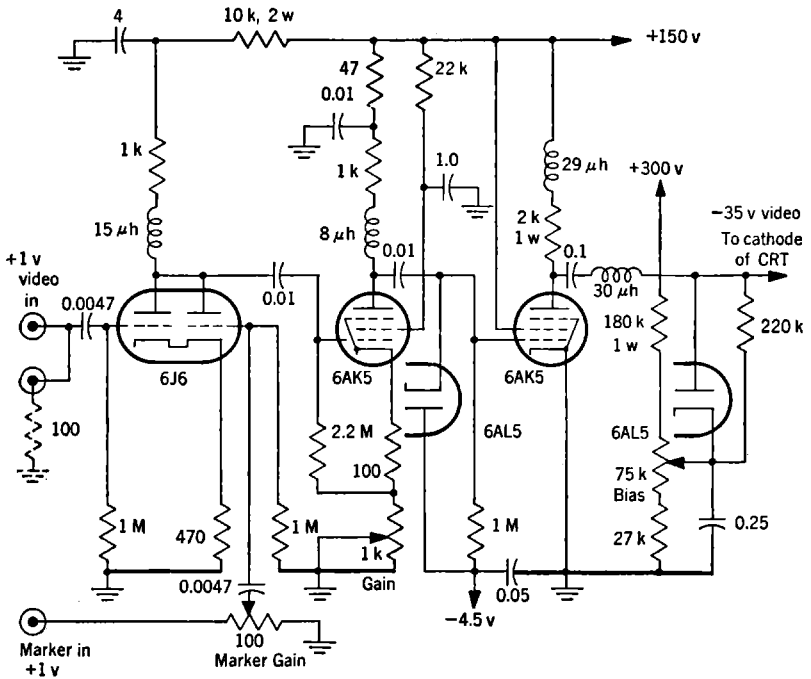 4
10 k, 2 w
+150 v
47
22 k
0.01
1 k
1 k
1.0
29 μh
+300 v
15 μh
8 μh
2 k
1 w
−35 v video
To cathode
of CRT
+1 v
video
in
0.0047
0.01
0.01
0.1
30 μh
180 k
1 w
220 k
6J6
6AK5
6AK5
100
2.2 M
100
6AL5
6AL5
75 k
Bias
1 M
470
1 M
1 k
Gain
1 M
27 k
0.25
0.0047
0.05
−4.5 v
Marker in
+1 v
100
Marker Gain